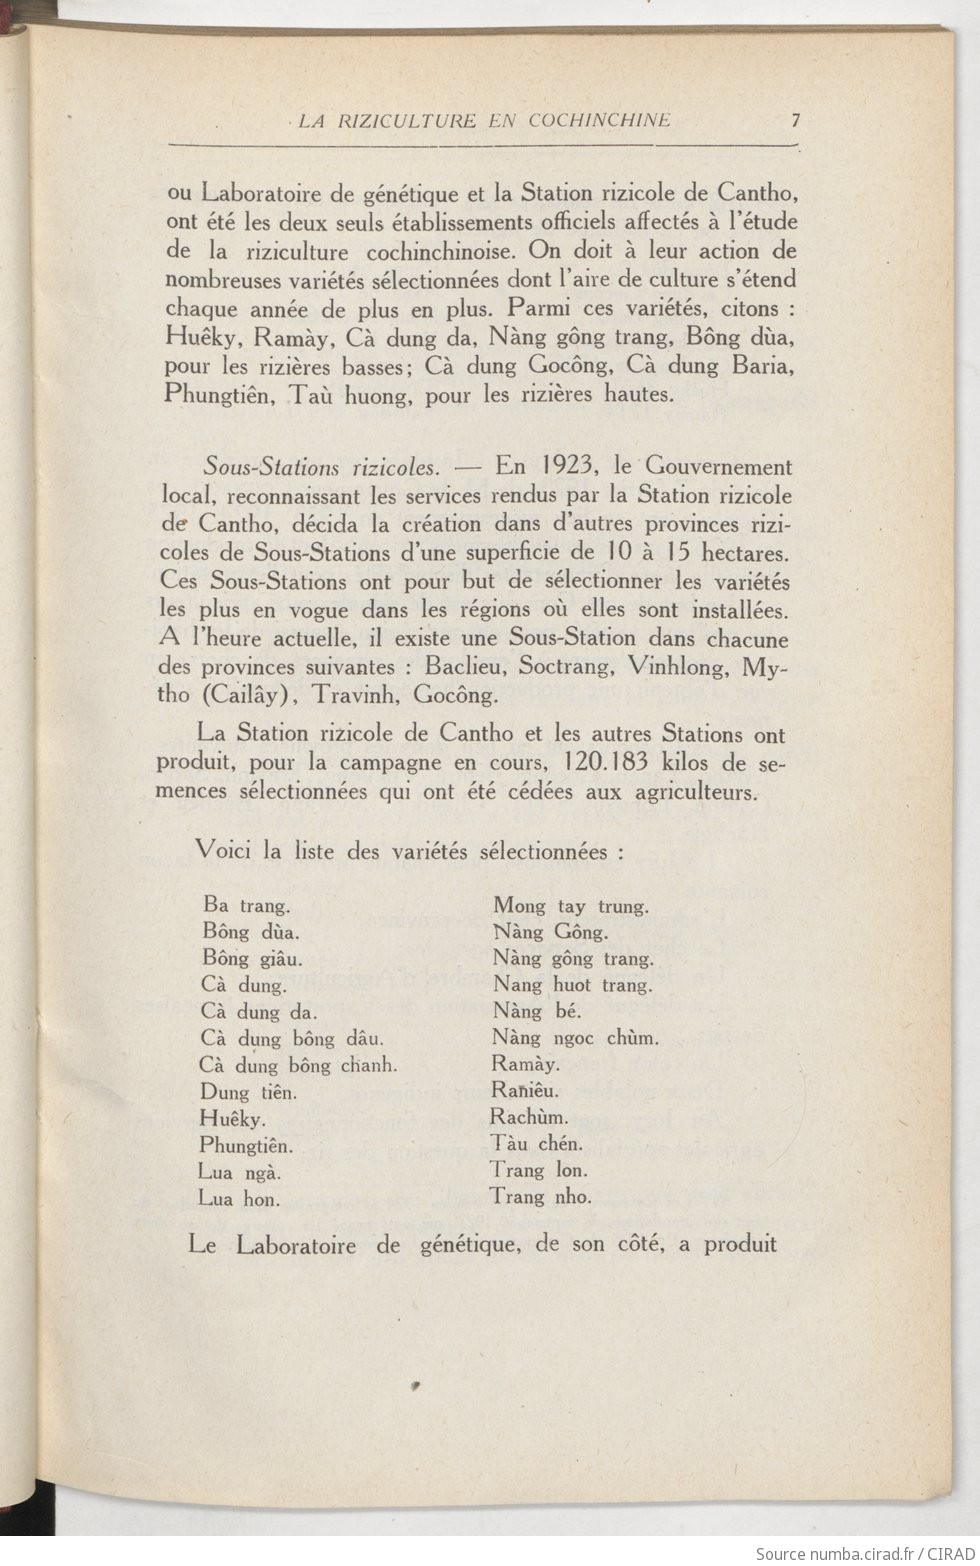 LA RIZICULTURE EN COCHINCHINE 7
ou Laboratoire de génétique et la Station rizicole de Cantho,
ont été les deux seuls établissements officiels affectés à l'étude
de la riziculture cochinchinoise. On doit à leur action de
nombreuses variétés sélectionnées dont l'aire de culture s'étend
chaque année de plus en plus. Parmi ces variétés, citons :
Huêky, Ramày, Cà dung da, Nàng gông trang, Bông dùa,
pour les rizières basses; Cà dung Gocông, Cà dung Baria,
Phungtiên, Taù huong, pour les rizières hautes.
Sous-Stations rizicoles. — En 1923, le Gouvernement
local, reconnaissant les services rendus par la Station rizicole
de Cantho, décida la création dans d'autres provinces rizi-
coles de Sous-Stations d'une superficie de 10 à 15 hectares.
Ces Sous-Stations ont pour but de sélectionner les variétés
les plus en vogue dans les régions où elles sont installées.
A l'heure actuelle, il existe une Sous-Station dans chacune
des provinces suivantes : Baclieu, Soctrang, Vinhlong, My-
tho (Cailây), Travinh, Gocông.
La Station rizicole de Cantho et les autres Stations ont
produit, pour la campagne en cours, 120.183 kilos de se-
mences sélectionnées qui ont été cédées aux agriculteurs.
Voici la liste des variétés sélectionnées :
Ba trang.
Bông dùa.
Bông giâu.
Cà dung.
Cà dung da.
Cà dung bông dâu.
Cà dung bông chanh.
Dung tiên.
Huêky.
Phungtiên.
Lua ngà.
Lua hon.
Mong tay trung.
Nàng Gông.
Nàng gông trang.
Nang huot trang.
Nàng bé.
Nàng ngoc chùm.
Ramày.
Raniêu.
Rachùm.
Tàu chén.
Trang lon.
Trang nho.
Le Laboratoire de génétique, de son côté, a produit
Source numba.cirad.fr / CIRAD